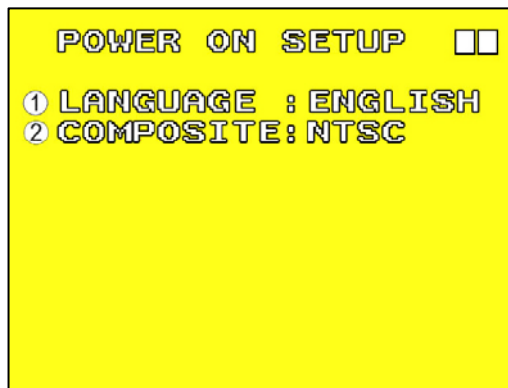 POWER ON SETUP
① LANGUAGE : ENGLISH
② COMPOSITE: NTSC